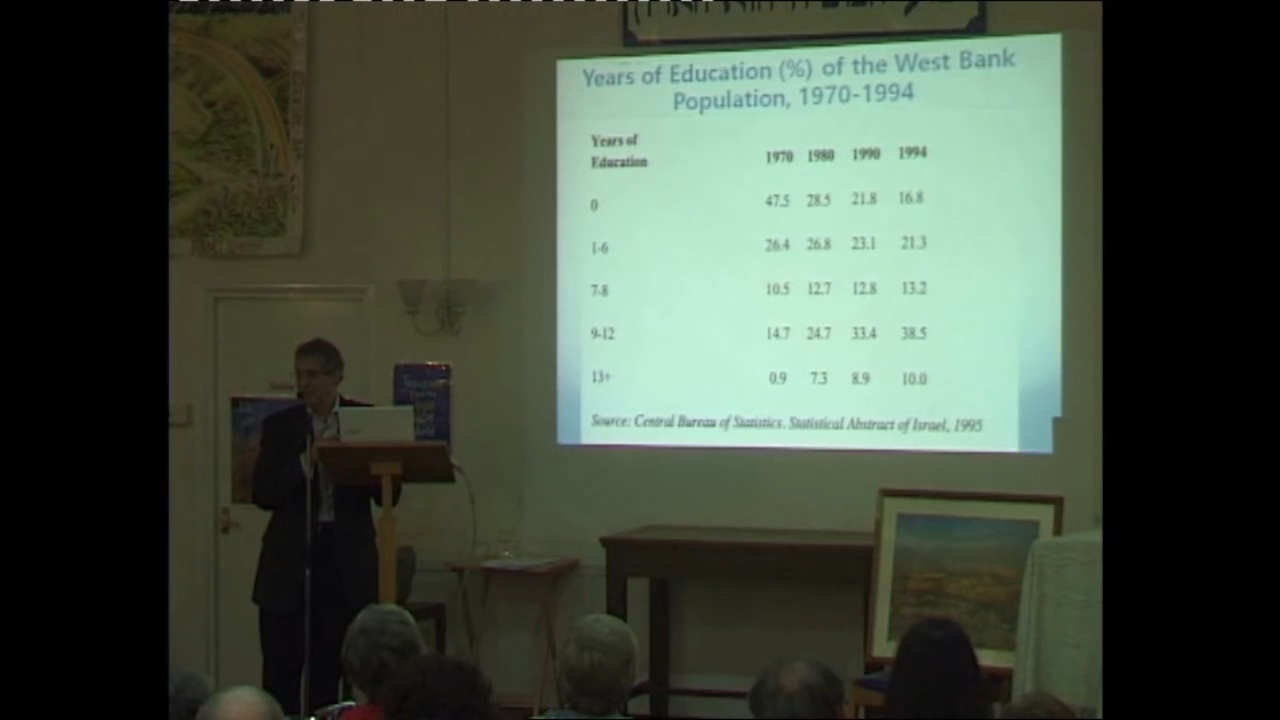 Years of Education (%) of the West Bank
Population, 1970-1994
Years of
Education
1970 1980 1990 1994
0 47.5 28.5 21.8 16.8
1-6 26.4 26.8 23.1 21.3
7-8 10.5 12.7 12.8 13.2
9-12 14.7 24.7 33.4 38.5
13+ 0.9 7.3 8.9 10.0
Source: Central Bureau of Statistics. Statistical Abstract of Israel, 1995